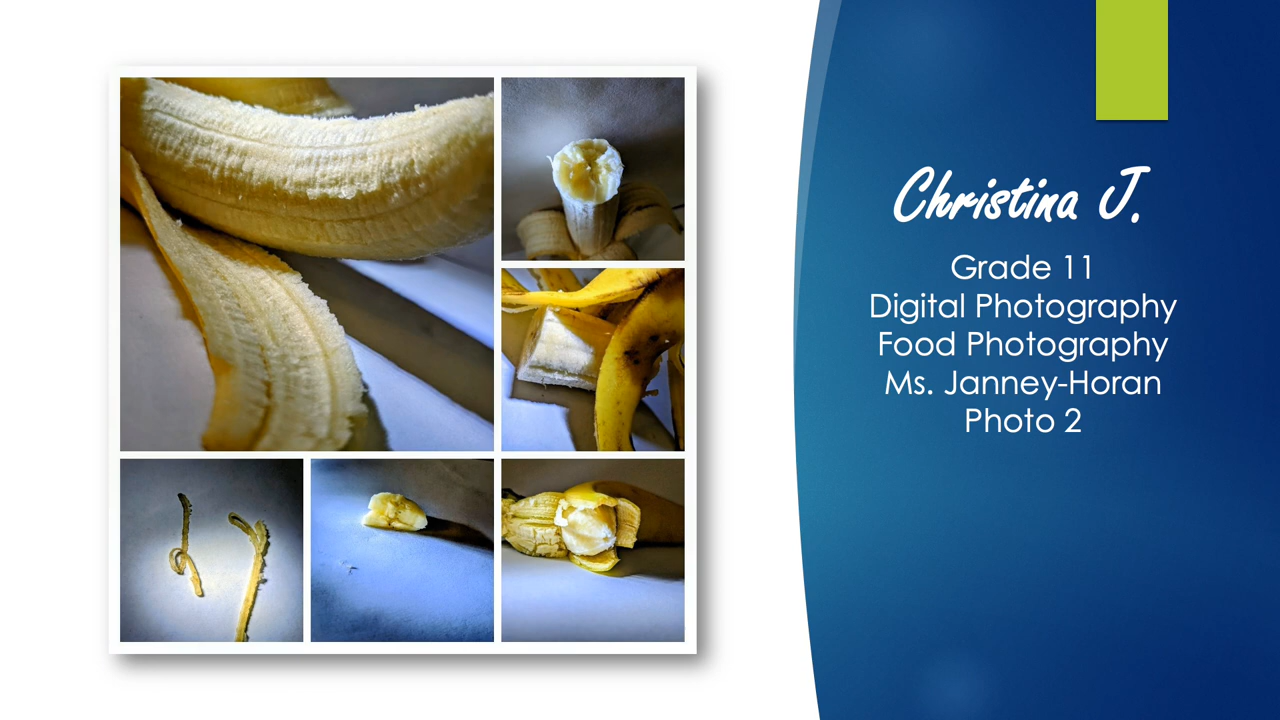 Christina J.
Grade 11
Digital Photography
Food Photography
Ms. Janney-Horan
Photo 2